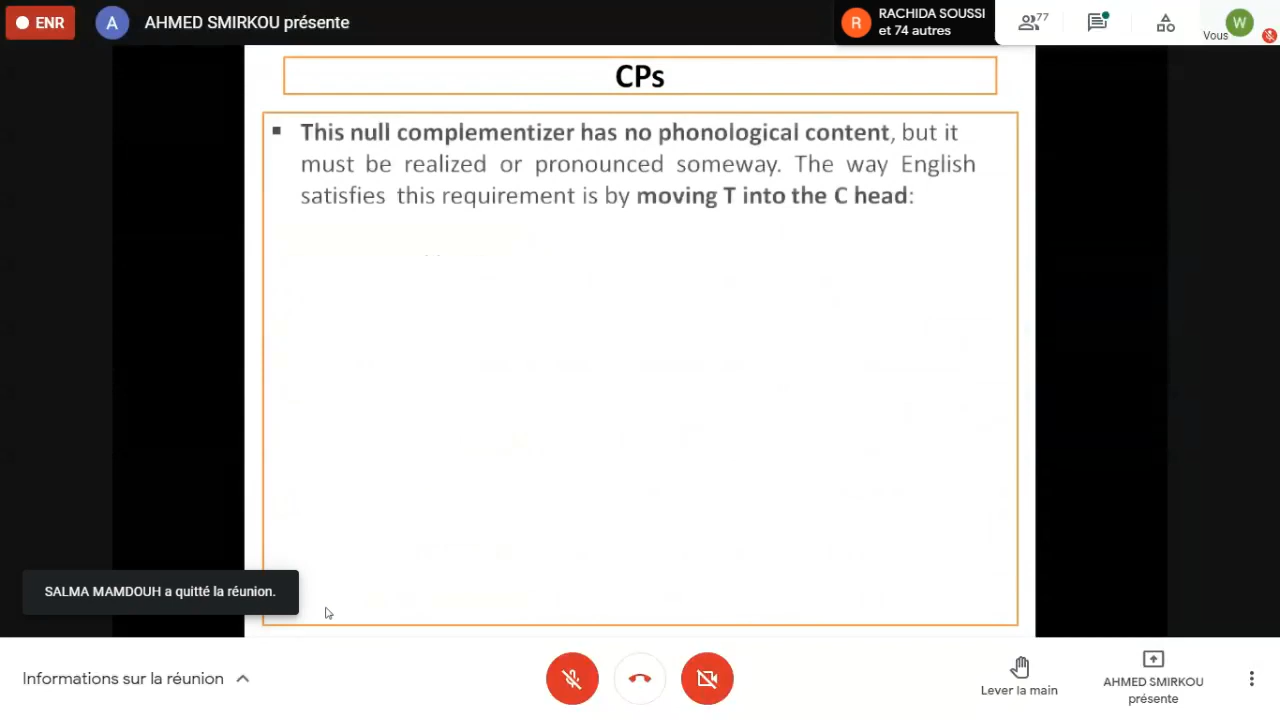 ENR
A
AHMED SMIRKOU présente
R
RACHIDA SOUSSI
et 74 autres
77
Vous
W
CPs
▪ This null complementizer has no phonological content, but it
must be realized or pronounced someway. The way English
satisfies this requirement is by moving T into the C head:
SALMA MAMDOUH a quitté la réunion.
Informations sur la réunion
Lever la main
AHMED SMIRKOU
présente